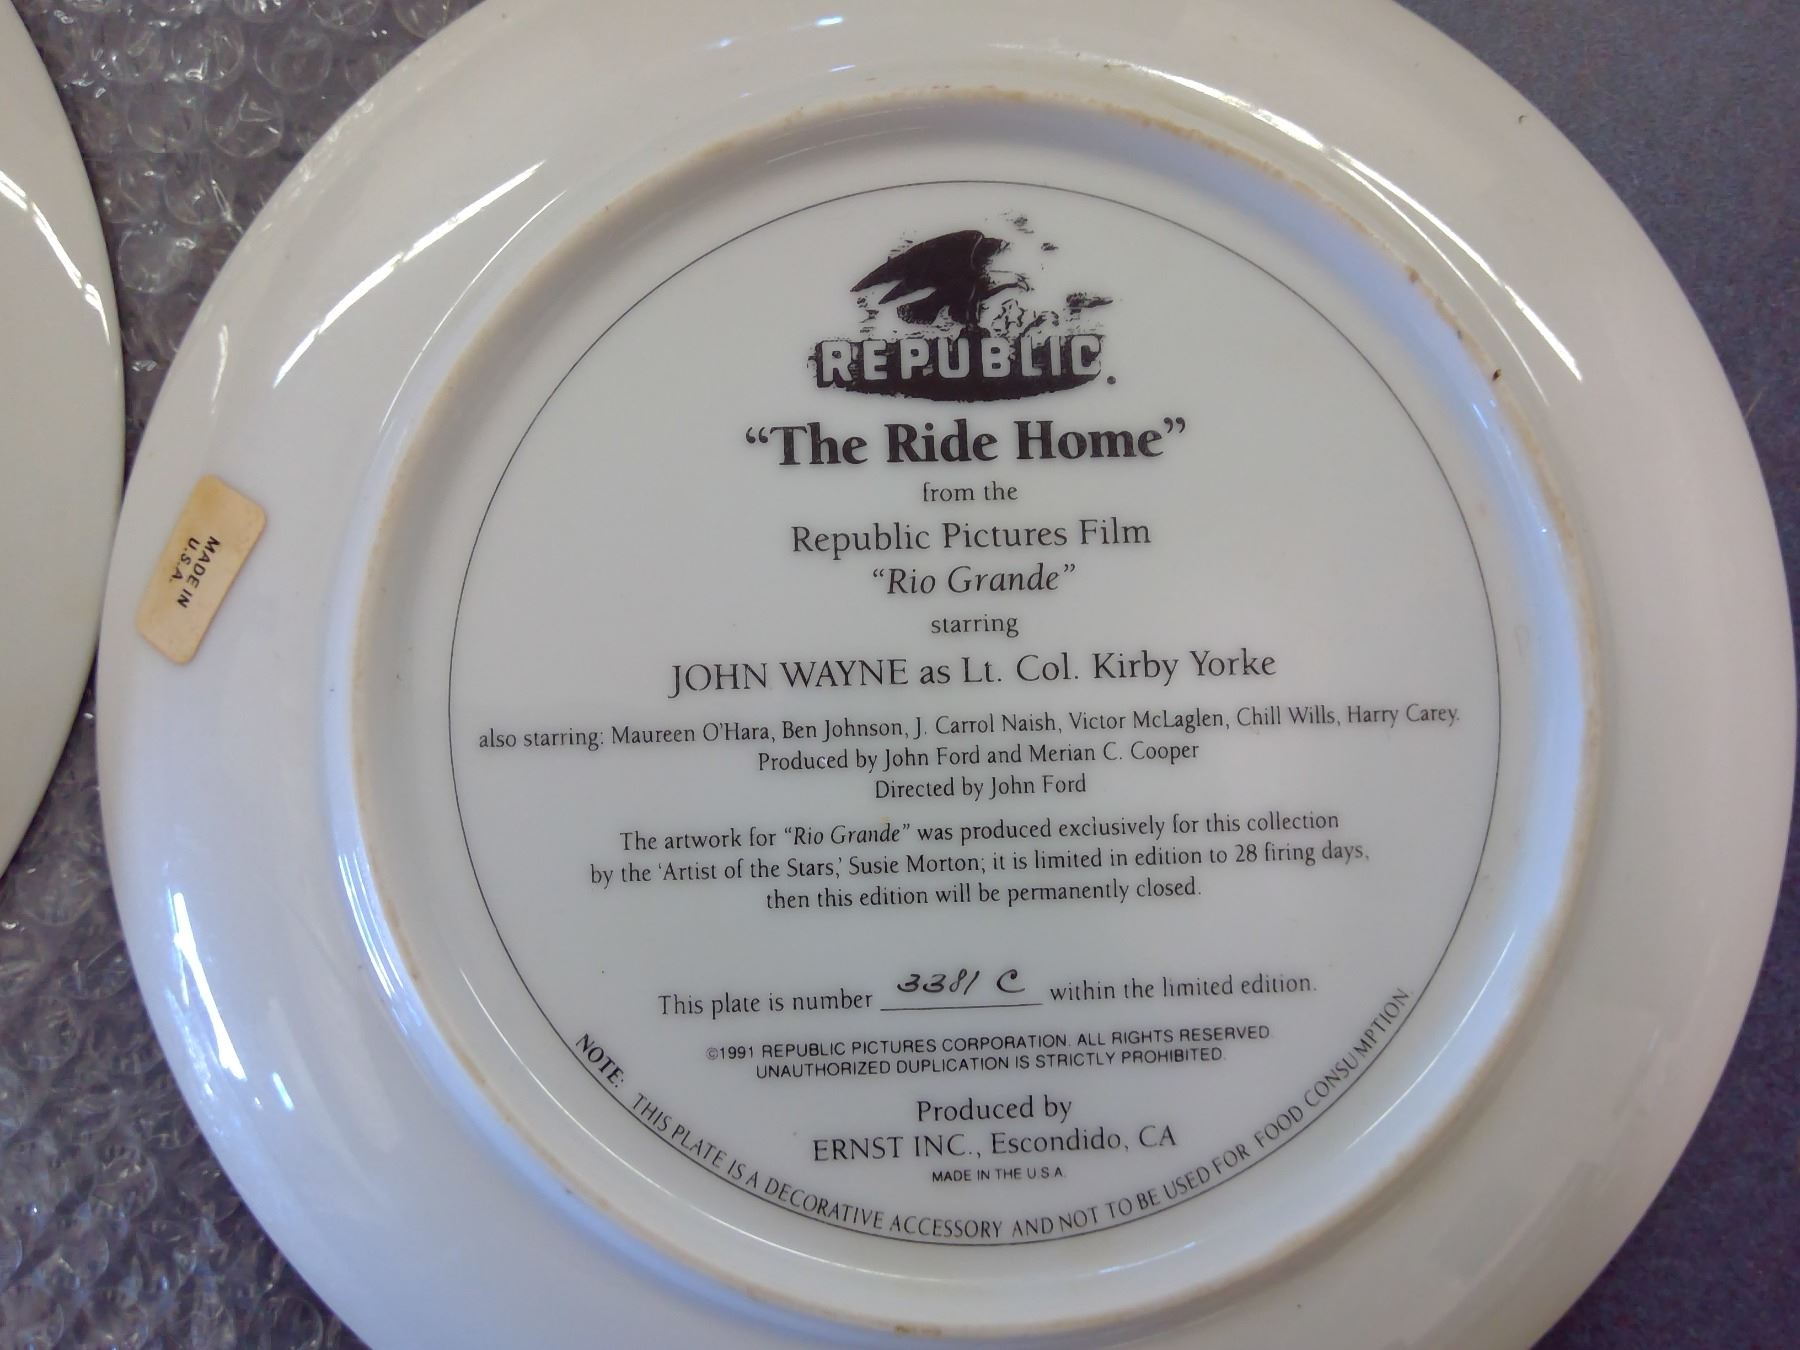 REPUBLIC.
“The Ride Home”
from the
Republic Pictures Film
“Rio Grande”
starring
JOHN WAYNE as Lt. Col. Kirby Yorke
also starring: Maureen O'Hara, Ben Johnson, J. Carrol Naish, Victor McLaglen, Chill Wills, Harry Carey.
Produced by John Ford and Merian C. Cooper
Directed by John Ford
The artwork for “Rio Grande” was produced exclusively for this collection
by the ‘Artist of the Stars,’ Susie Morton; it is limited in edition to 28 firing days,
then this edition will be permanently closed.
This plate is number 3381 C within the limited edition.
©1991 REPUBLIC PICTURES CORPORATION. ALL RIGHTS RESERVED
UNAUTHORIZED DUPLICATION IS STRICTLY PROHIBITED.
Produced by
ERNST INC., Escondido, CA
MADE IN THE U.S.A.
NOTE: THIS PLATE IS A DECORATIVE ACCESSORY AND NOT TO BE USED FOR FOOD CONSUMPTION.
MADE IN
U.S.A.